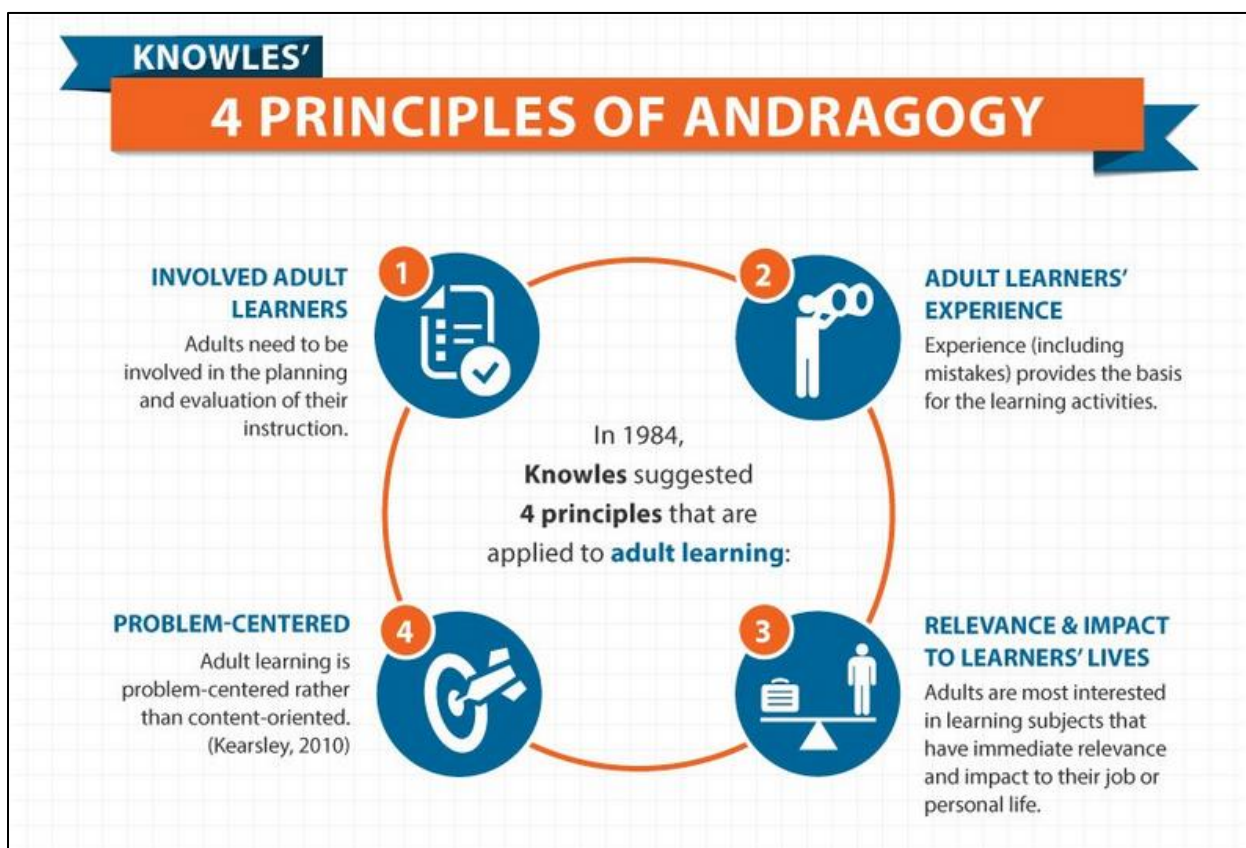 KNOWLES'
4 PRINCIPLES OF ANDRAGOGY
1
INVOLVED ADULT
LEARNERS
Adults need to be
involved in the planning
and evaluation of their
instruction.
2
ADULT LEARNERS'
EXPERIENCE
Experience (including
mistakes) provides the basis
for the learning activities.
In 1984,
Knowles suggested
4 principles that are
applied to adult learning:
3
RELEVANCE & IMPACT
TO LEARNERS' LIVES
Adults are most interested
in learning subjects that
have immediate relevance
and impact to their job or
personal life.
4
PROBLEM-CENTERED
Adult learning is
problem-centered rather
than content-oriented.
(Kearsley, 2010)